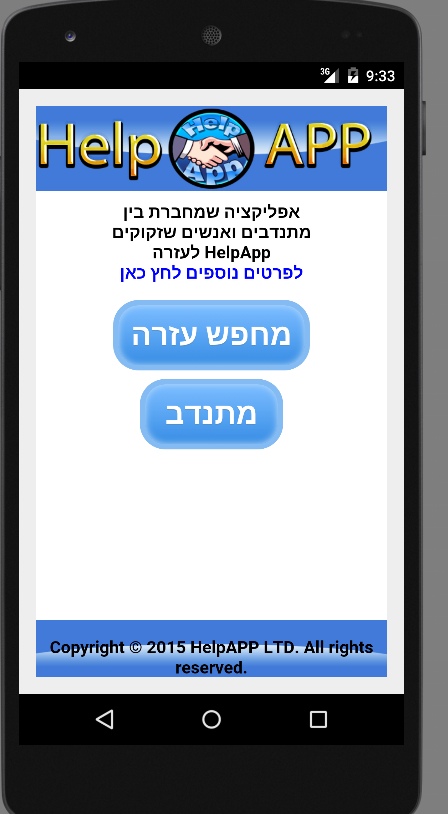 3G 9:33
Help Help App APP
אפליקציה שמחברת בין
מתנדבים ואנשים שזקוקים
לעזרה HelpApp
לפרטים נוספים לחץ כאן
מחפש עזרה
מתנדב
Copyright © 2015 HelpAPP LTD. All rights
reserved.